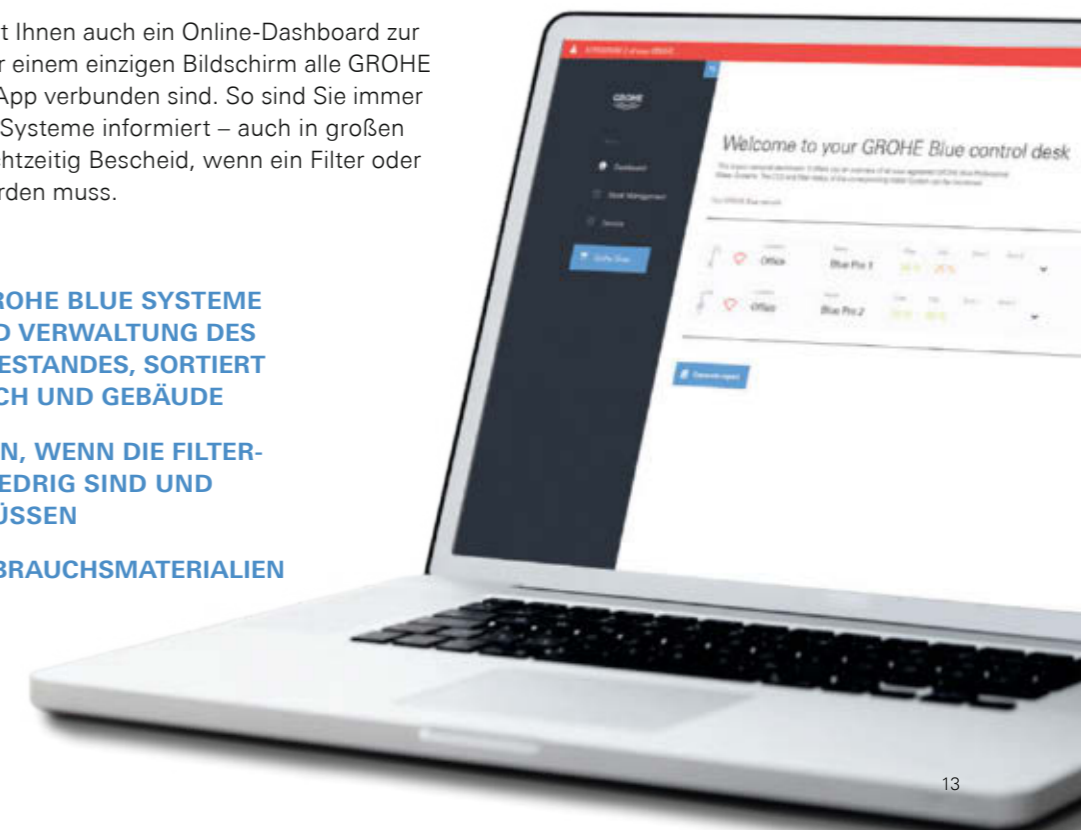 t Ihnen auch ein Online-Dashboard zur
r einem einzigen Bildschirm alle GROHE
App verbunden sind. So sind Sie immer
Systeme informiert – auch in großen
chtzeitig Bescheid, wenn ein Filter oder
rden muss.
ROHE BLUE SYSTEME
D VERWALTUNG DES
ESTANDES, SORTIERT
CH UND GEBÄUDE
N, WENN DIE FILTER-
EDRIG SIND UND
ÜSSEN
BRAUCHSMATERIALIEN
GROHE
Dashboard
Management
Service
Welcome to your GROHE Blue control desk
Office Blue Pro 1
Office Blue Pro 2
13